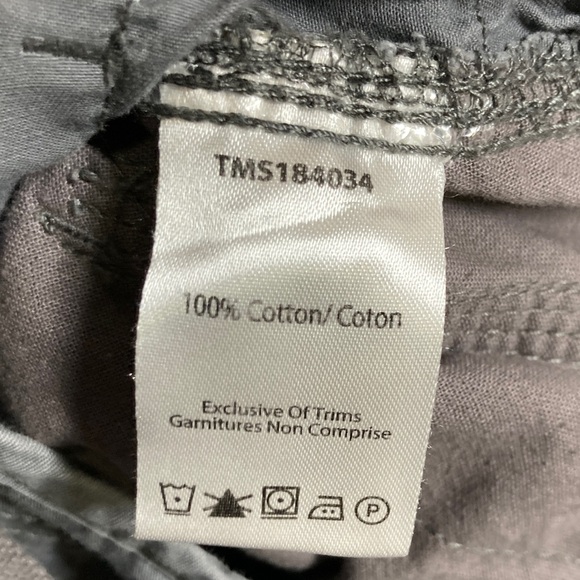 TMS184034
100% Cotton/ Coton
Exclusive Of Trims
Garnitures Non Comprise
P